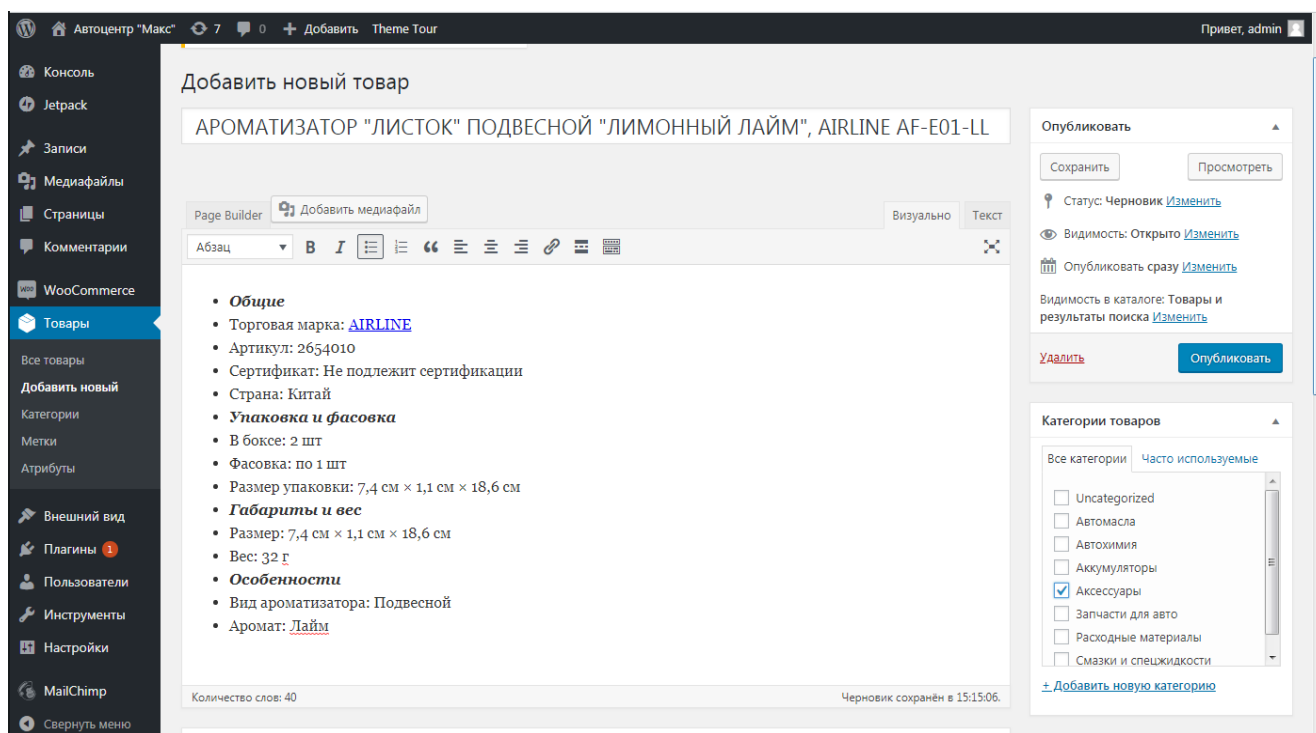 Автоцентр "Макс" 7 0 Добавить Theme Tour Привет, admin
Консоль
Jetpack
Записи
Медиафайлы
Страницы
Комментарии
WooCommerce
Товары
Все товары
Добавить новый
Категории
Метки
Атрибуты
Внешний вид
Плагины 1
Пользователи
Инструменты
Настройки
MailChimp
Свернуть меню
Добавить новый товар
АРОМАТИЗАТОР "ЛИСТОК" ПОДВЕСНОЙ "ЛИМОННЫЙ ЛАЙМ", AIRLINE AF-E01-LL
Page Builder Добавить медиафайл Визуально Текст
Абзац B I
• Общие
• Торговая марка: AIRLINE
• Артикул: 2654010
• Сертификат: Не подлежит сертификации
• Страна: Китай
• Упаковка и фасовка
• В боксе: 2 шт
• Фасовка: по 1 шт
• Размер упаковки: 7,4 см × 1,1 см × 18,6 см
• Габариты и вес
• Размер: 7,4 см × 1,1 см × 18,6 см
• Вес: 32 г
• Особенности
• Вид ароматизатора: Подвесной
• Аромат: Лайм
Количество слов: 40 Черновик сохранён в 15:15:06.
Опубликовать
Сохранить Просмотреть
Статус: Черновик Изменить
Видимость: Открыто Изменить
Опубликовать сразу Изменить
Видимость в каталоге: Товары и
результаты поиска Изменить
Удалить Опубликовать
Категории товаров
Все категории Часто используемые
Uncategorized
Автомасла
Автохимия
Аккумуляторы
Аксессуары
Запчасти для авто
Расходные материалы
Смазки и спецжидкости
+ Добавить новую категорию